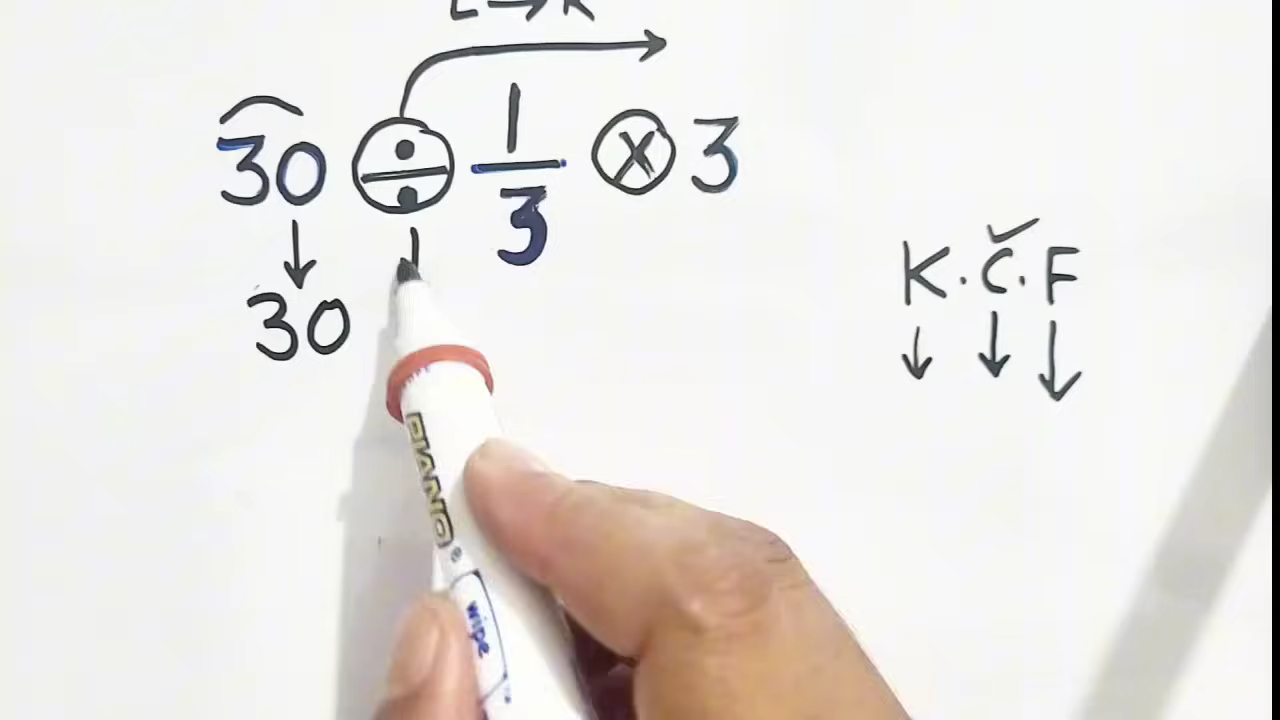 L → R
30 ÷ 1/3 × 3
30
K.C.F
PIANO
wipe